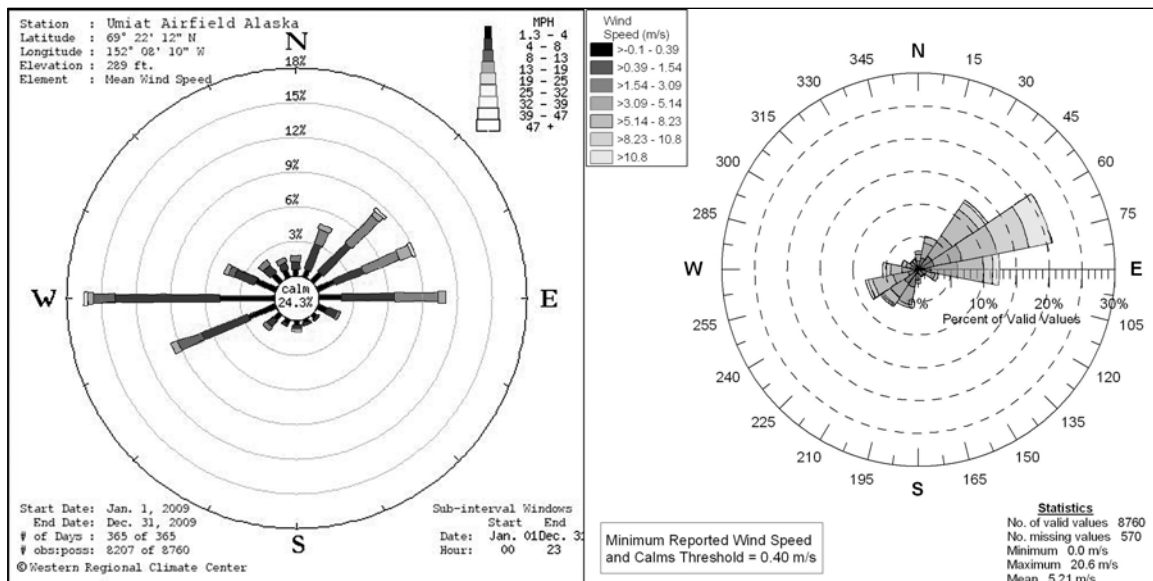 Station : Umiat Airfield Alaska
Latitude : 69° 22' 12" N
Longitude : 152° 08' 10" W
Elevation : 289 ft.
Element : Mean Wind Speed
MPH
1.3 - 4
4 - 8
8 - 13
13 - 19
19 - 25
25 - 32
32 - 39
39 - 47
47 +
N
18%
15%
12%
9%
6%
3%
calm
24.3%
W
E
S
Start Date: Jan. 1, 2009
End Date: Dec. 31, 2009
# of Days : 365 of 365
# obs:poss: 8207 of 8760
© Western Regional Climate Center
Sub-interval Windows
Start End
Date: Jan. 01 Dec. 31
Hour: 00 23
Wind
Speed (m/s)
>-0.1 - 0.39
>0.39 - 1.54
>1.54 - 3.09
>3.09 - 5.14
>5.14 - 8.23
>8.23 - 10.8
>10.8
N
15
30
45
60
75
E
105
120
135
150
165
S
195
210
225
240
255
W
285
300
315
330
345
0%
10%
20%
30%
Percent of Valid Values
Minimum Reported Wind Speed
and Calms Threshold = 0.40 m/s
Statistics
No. of valid values 8760
No. missing values 570
Minimum 0.0 m/s
Maximum 20.6 m/s
Mean 5.21 m/s